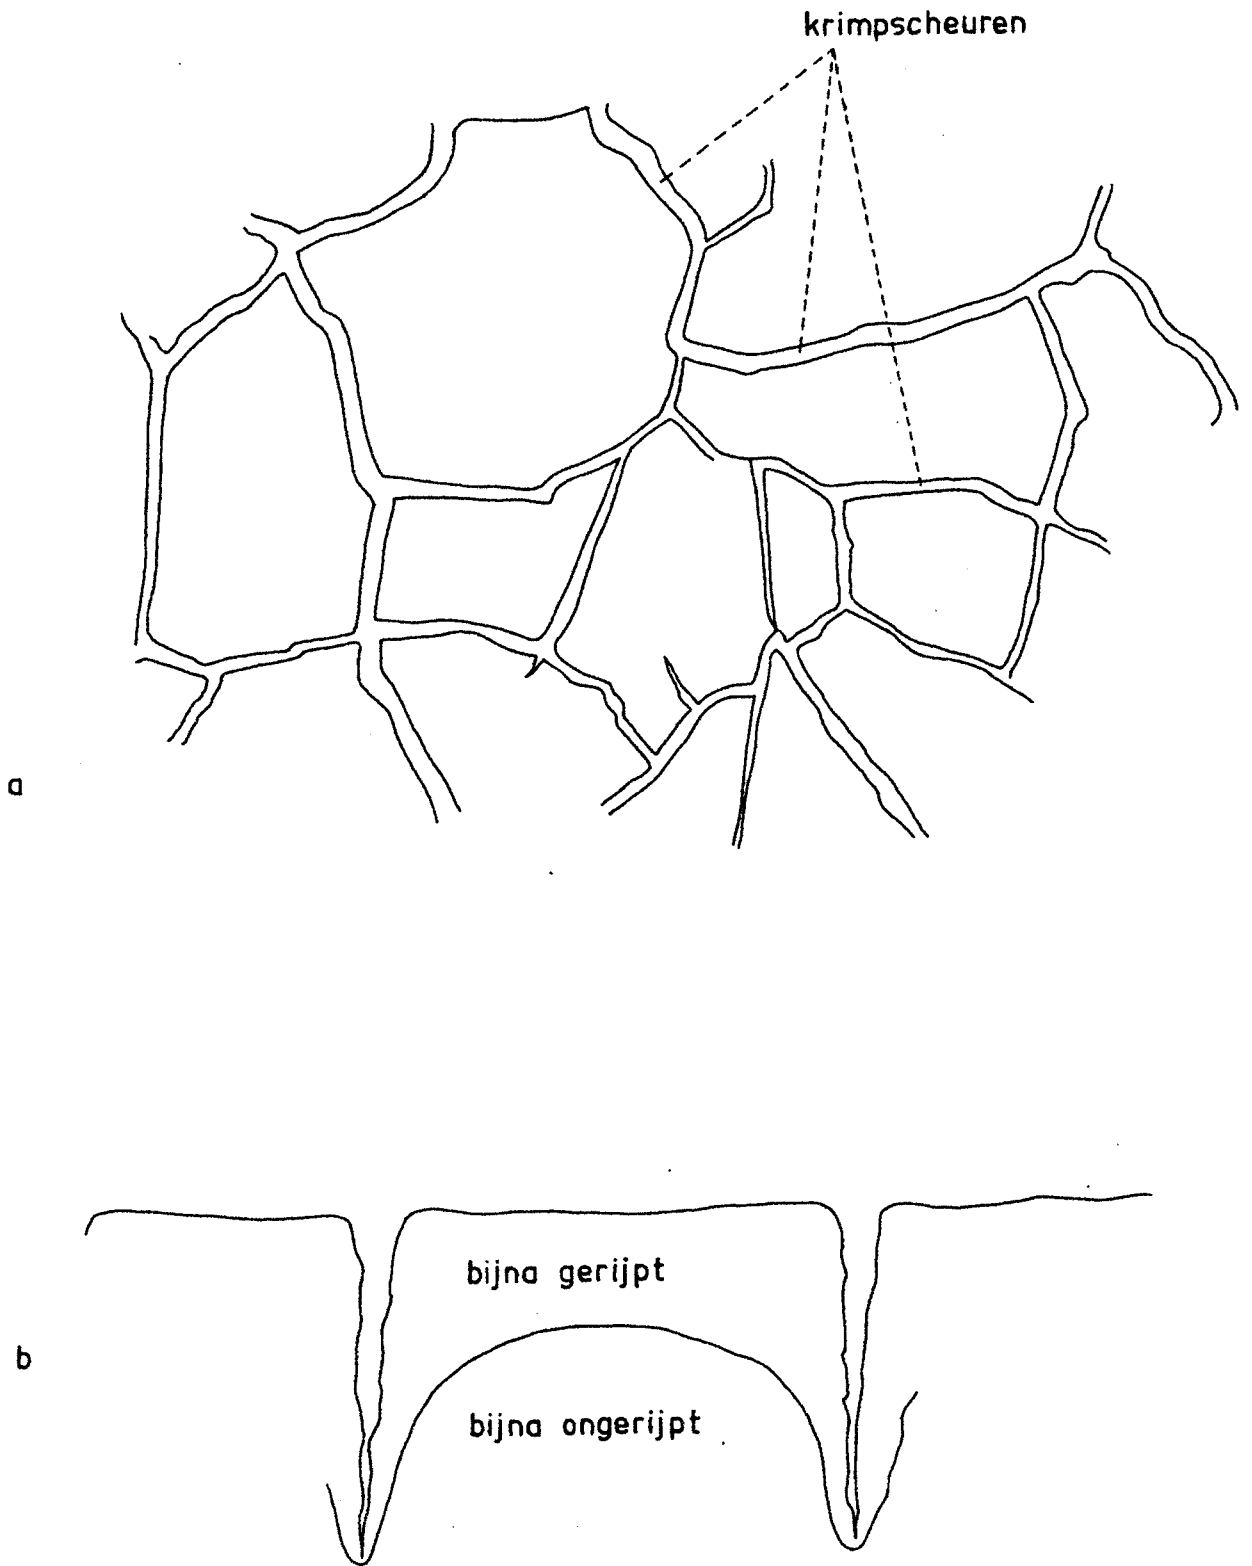 krimpscheuren
a
bijna gerijpt
b
bijna ongerijpt